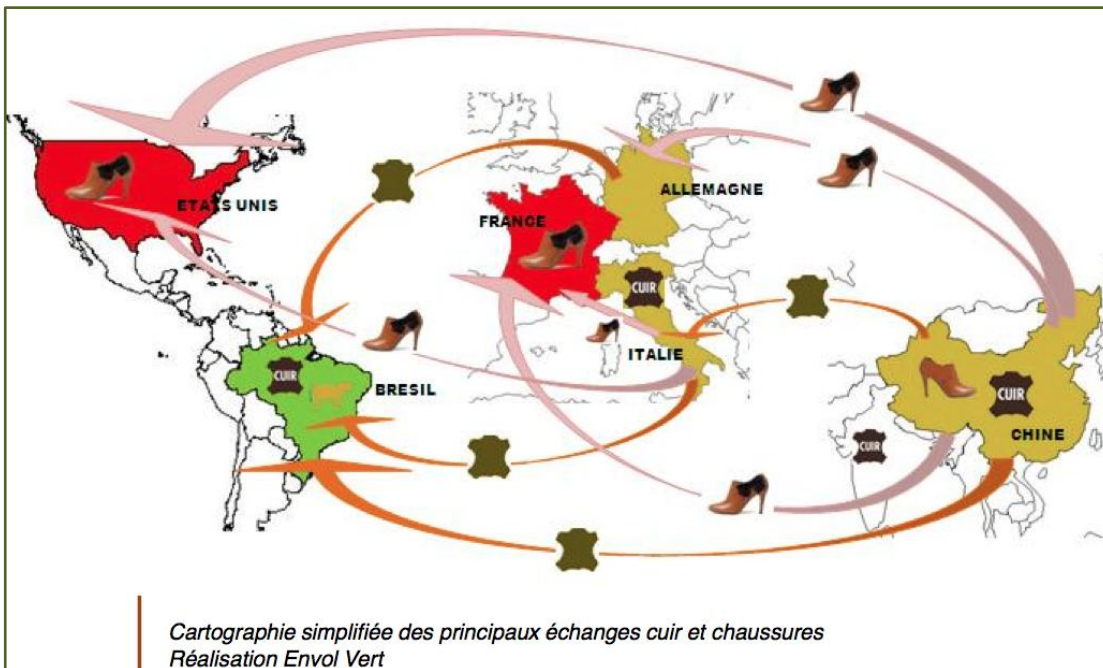 ETATS UNIS
ALLEMAGNE
FRANCE
CUIR
ITALIE
CUIR
BRESIL
CUIR
CHINE
CUIR
Cartographie simplifiée des principaux échanges cuir et chaussures
Réalisation Envol Vert